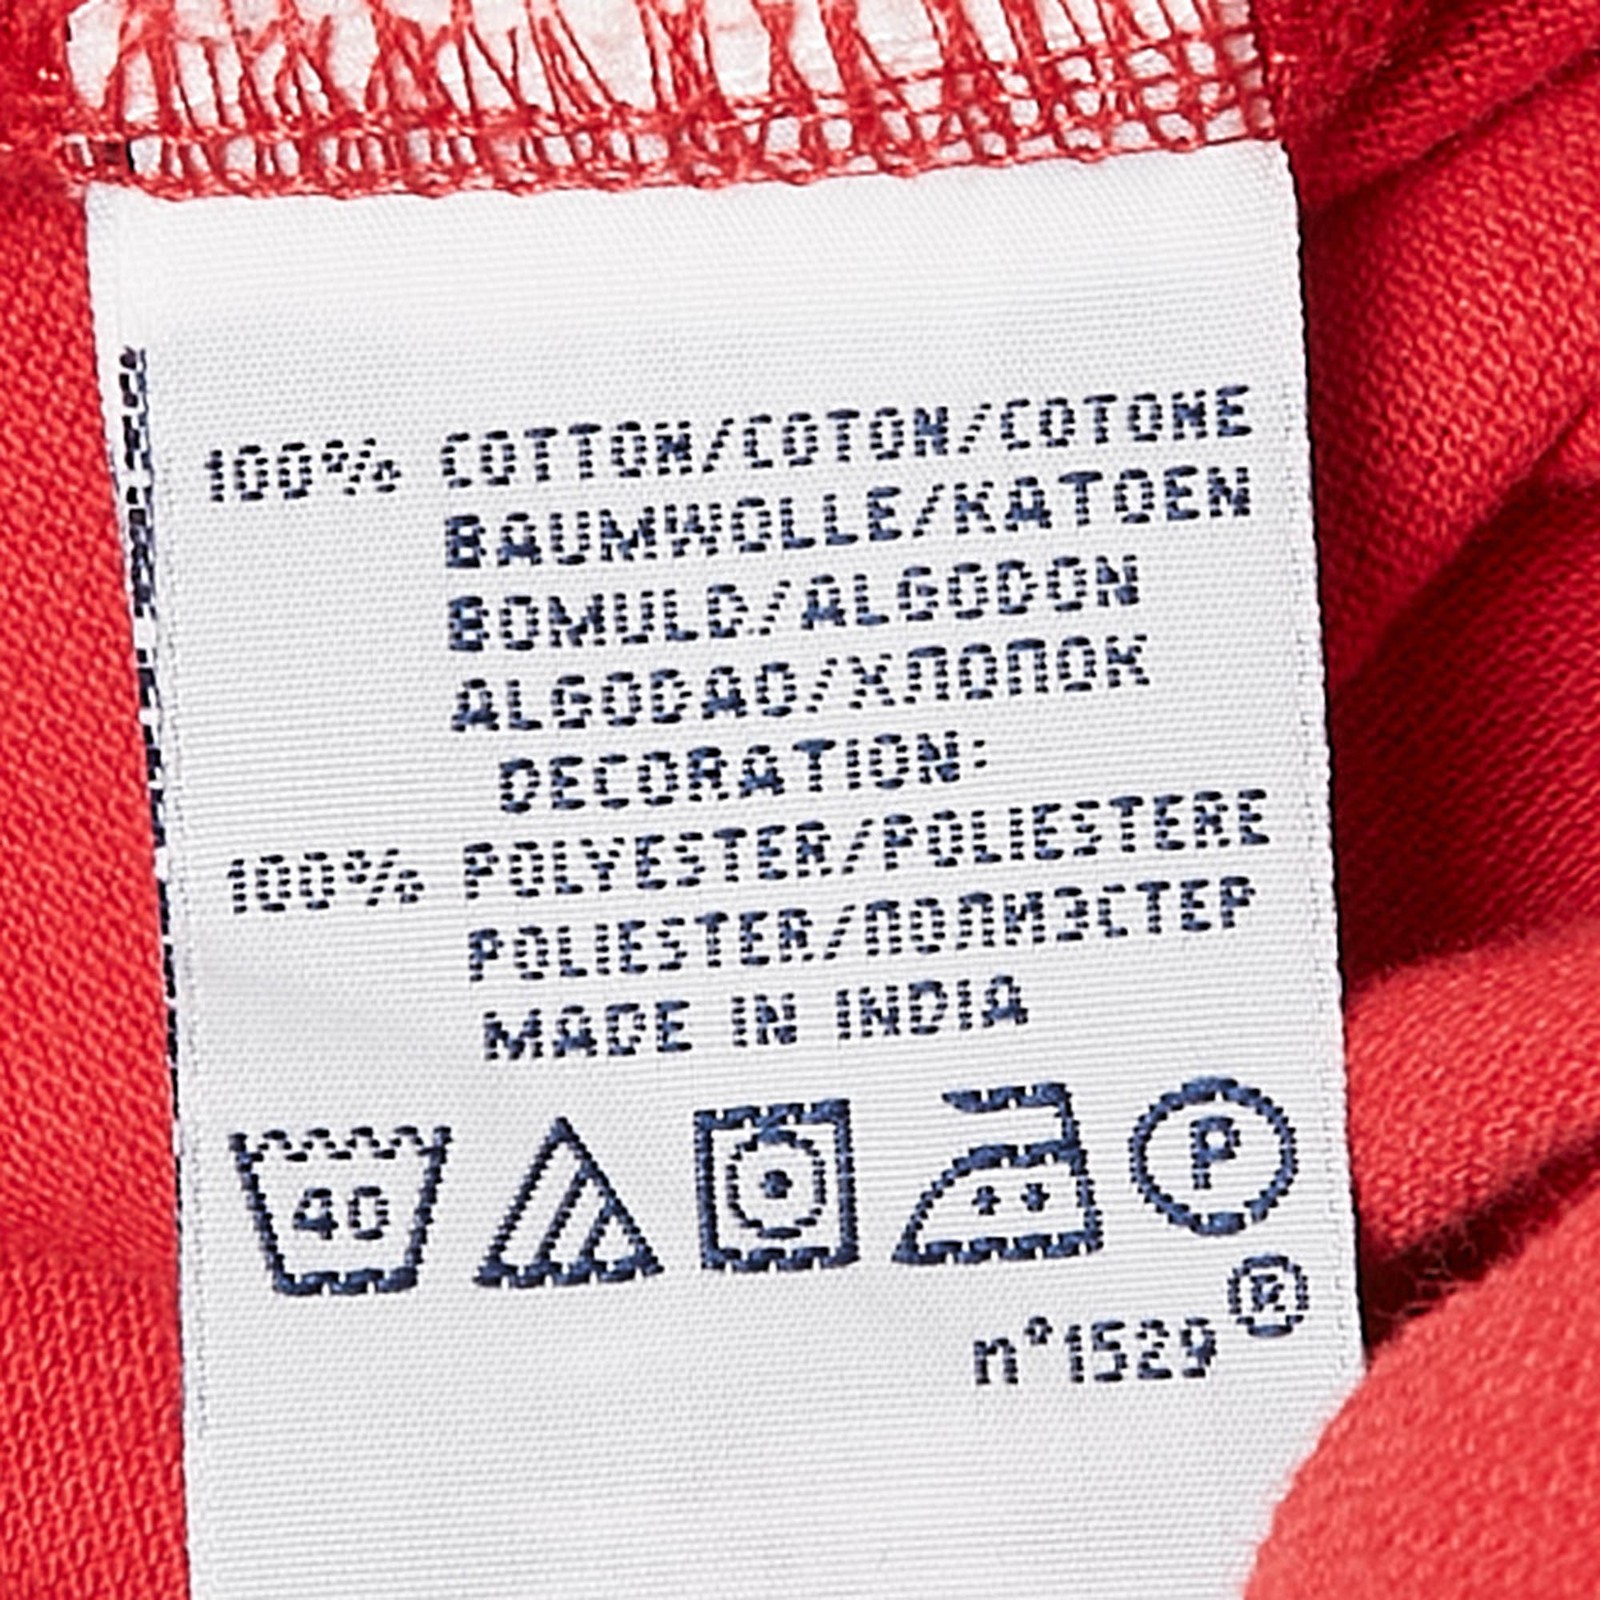 100% COTTON/COTON/COTONE
BAUMWOLLE/KATOEN
BOMULD/ALGODON
ALGODAO/ХЛОПОК
DECORATION:
100% POLYESTER/POLIESTERE
POLIESTER/ПОЛИЭСТЕР
MADE IN INDIA
40 P
®
n°1529